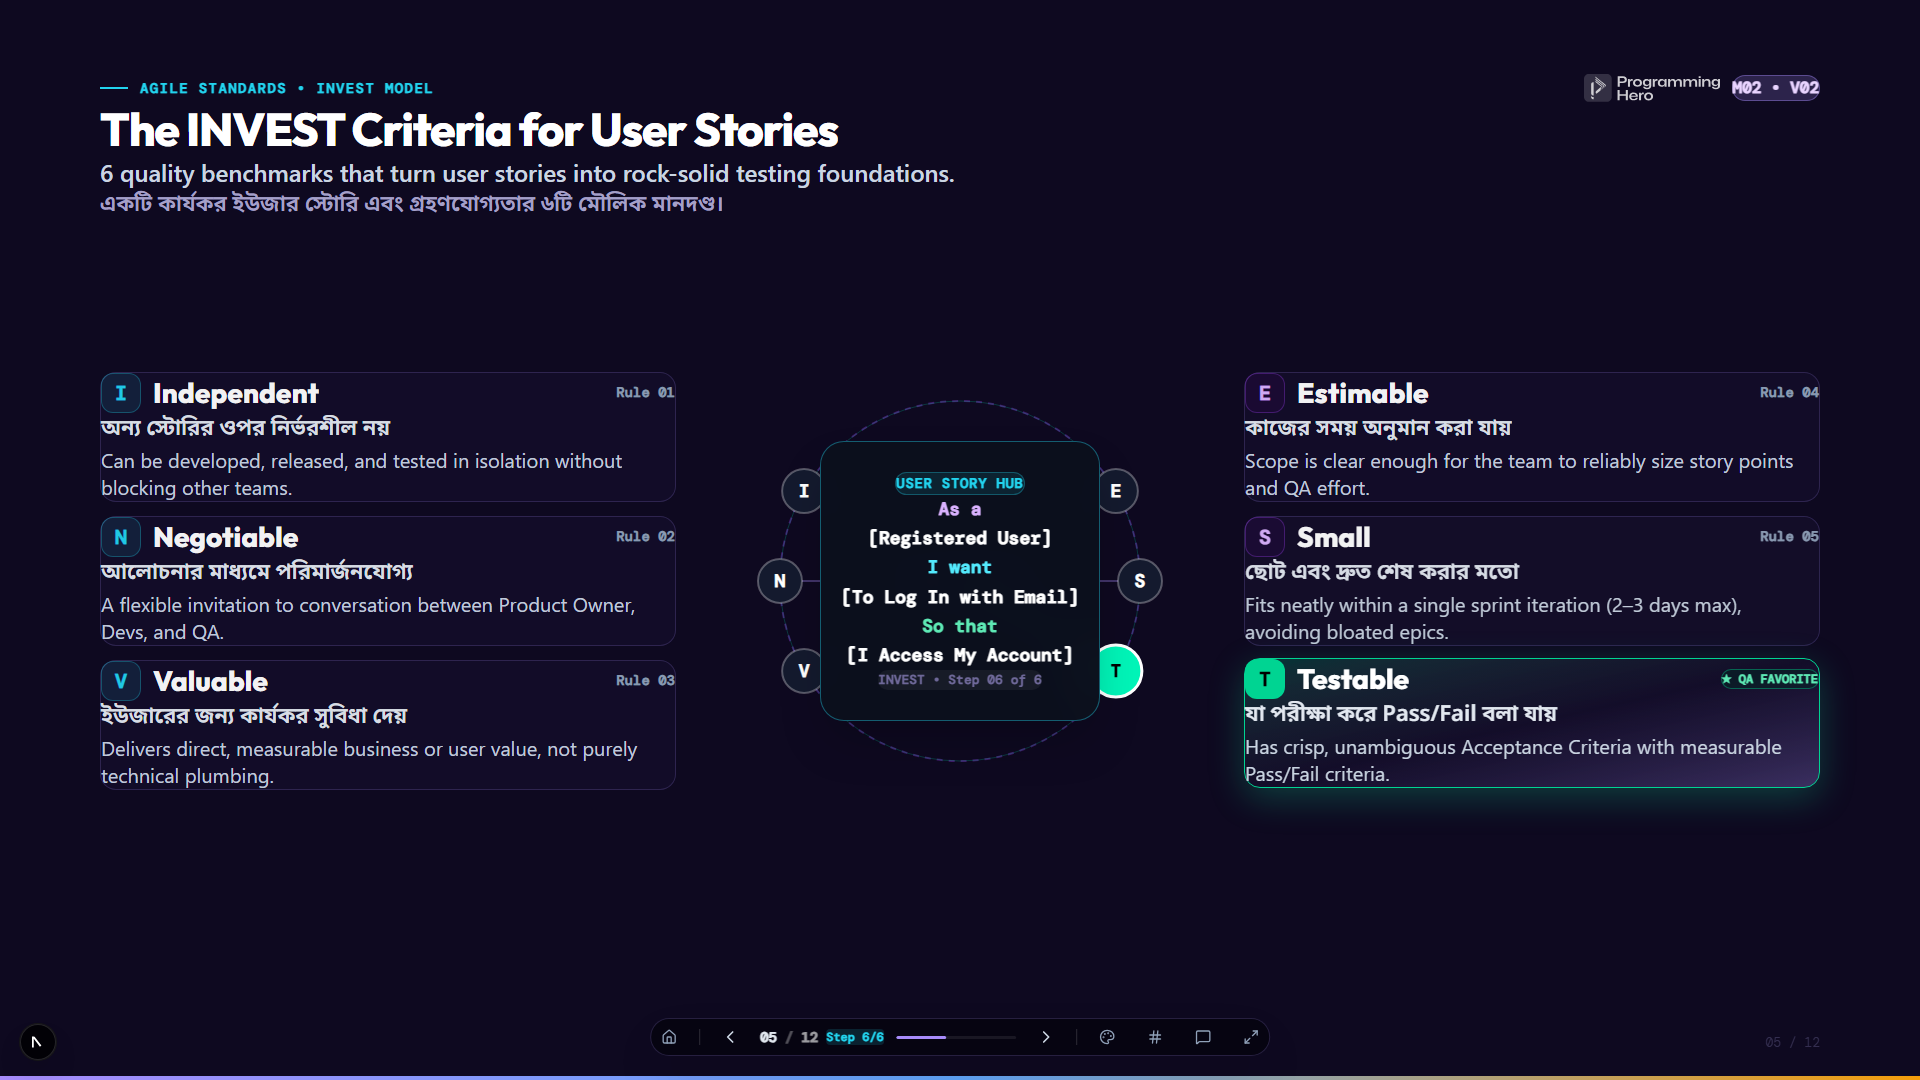 AGILE STANDARDS • INVEST MODEL
Programming
Hero
M02 • V02
The INVEST Criteria for User Stories
6 quality benchmarks that turn user stories into rock-solid testing foundations.
একটি কার্যকর ইউজার স্টোরি এবং গ্রহণযোগ্যতার ৬টি মৌলিক মানদণ্ড।
I Independent Rule 01
অন্য স্টোরির ওপর নির্ভরশীল নয়
Can be developed, released, and tested in isolation without
blocking other teams.
N Negotiable Rule 02
আলোচনার মাধ্যমে পরিমার্জনযোগ্য
A flexible invitation to conversation between Product Owner,
Devs, and QA.
V Valuable Rule 03
ইউজারের জন্য কার্যকর সুবিধা দেয়
Delivers direct, measurable business or user value, not purely
technical plumbing.
I
N
V
USER STORY HUB
As a
[Registered User]
I want
[To Log In with Email]
So that
[I Access My Account]
INVEST • Step 06 of 6
E
S
T
E Estimable Rule 04
কাজের সময় অনুমান করা যায়
Scope is clear enough for the team to reliably size story points
and QA effort.
S Small Rule 05
ছোট এবং দ্রুত শেষ করার মতো
Fits neatly within a single sprint iteration (2–3 days max),
avoiding bloated epics.
T Testable ★ QA FAVORITE
যা পরীক্ষা করে Pass/Fail বলা যায়
Has crisp, unambiguous Acceptance Criteria with measurable
Pass/Fail criteria.
05 / 12 Step 6/6
05 / 12